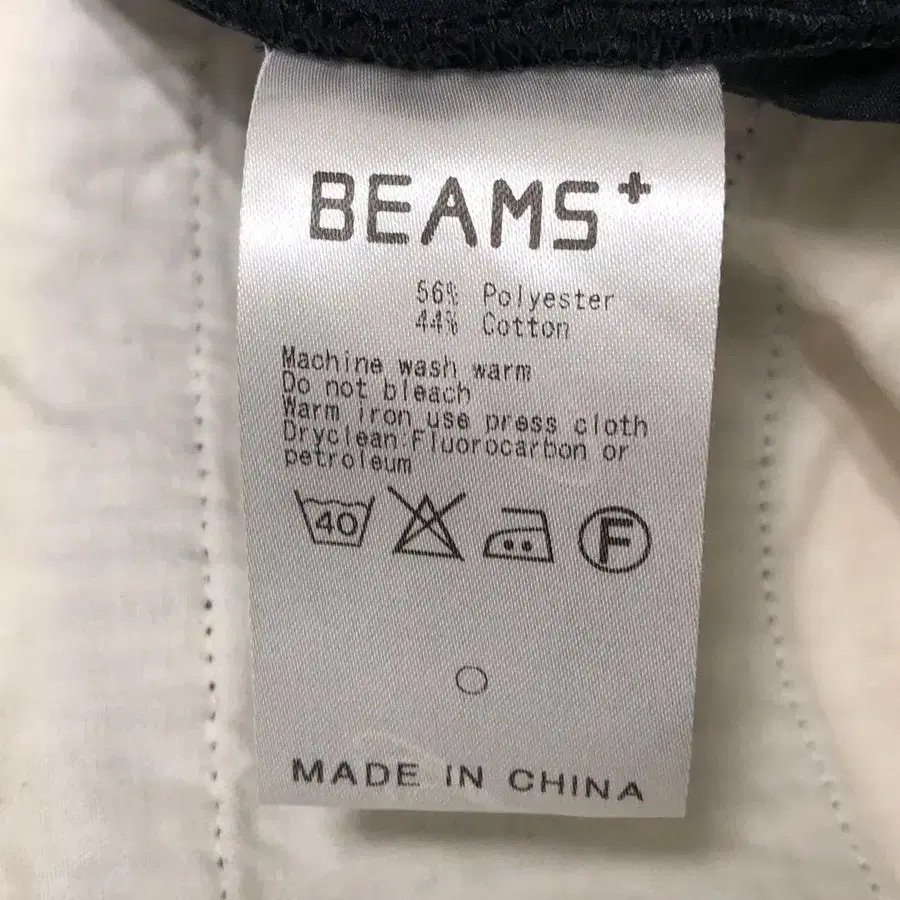 BEAMS+
56% Polyester
44% Cotton
Machine wash warm
Do not bleach
Warm iron use press cloth
Dryclean:Fluorocarbon or
petroleum
40 F
MADE IN CHINA